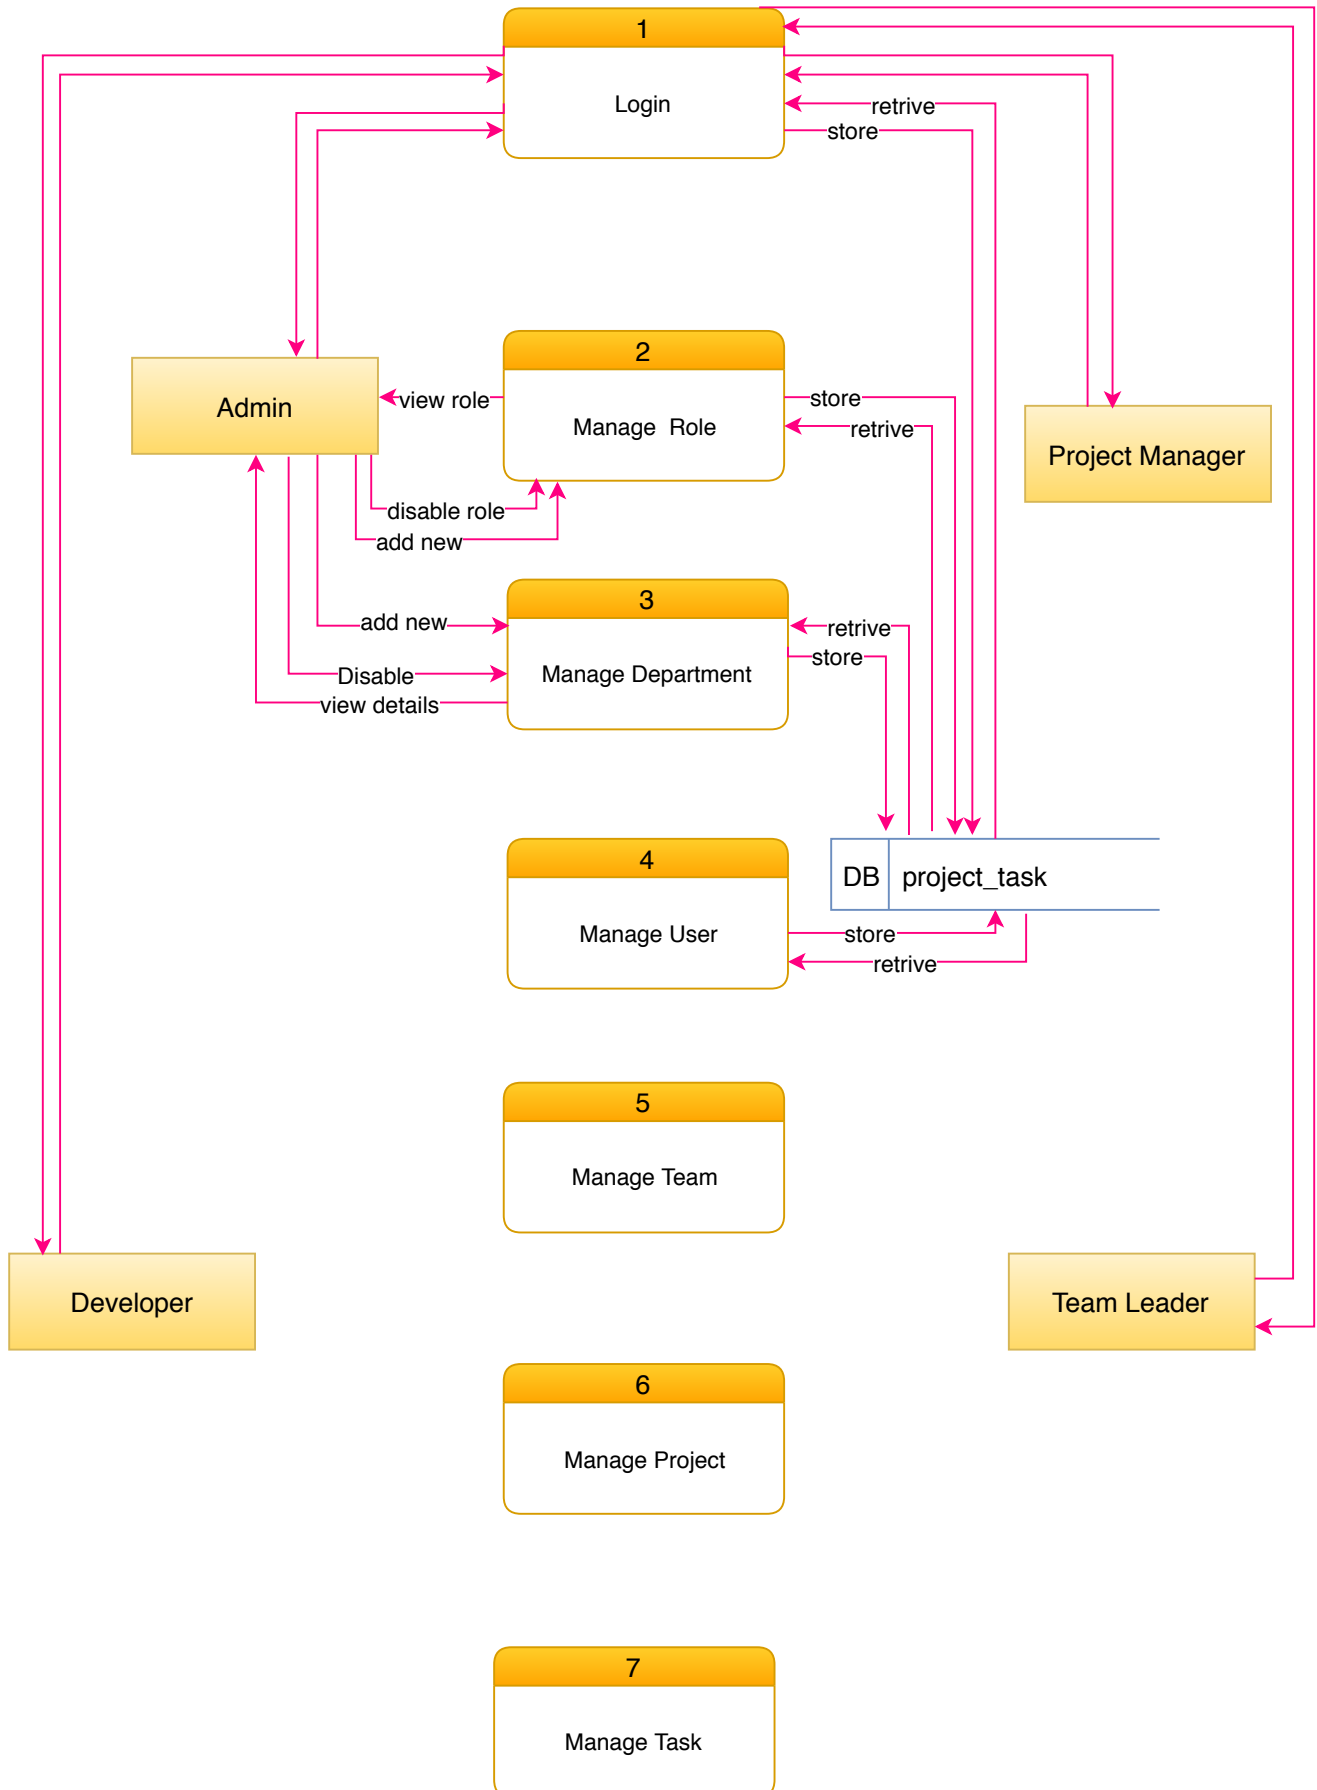 1
Login
retrive
store
2
Admin
view role
Manage  Role
store
retrive
Project Manager
disable role
add new
3
add new
retrive
Manage Department
store
Disable
view details
4
DB
project_task
Manage User
store
retrive
5
Manage Team
Developer
Team Leader
6
Manage Project
7
Manage Task